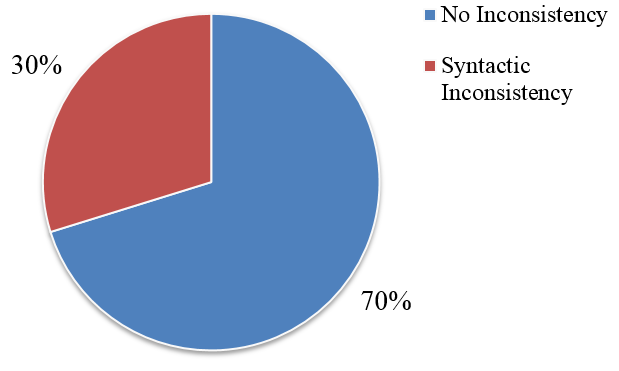 No Inconsistency
30%
Syntactic
Inconsistency
70%